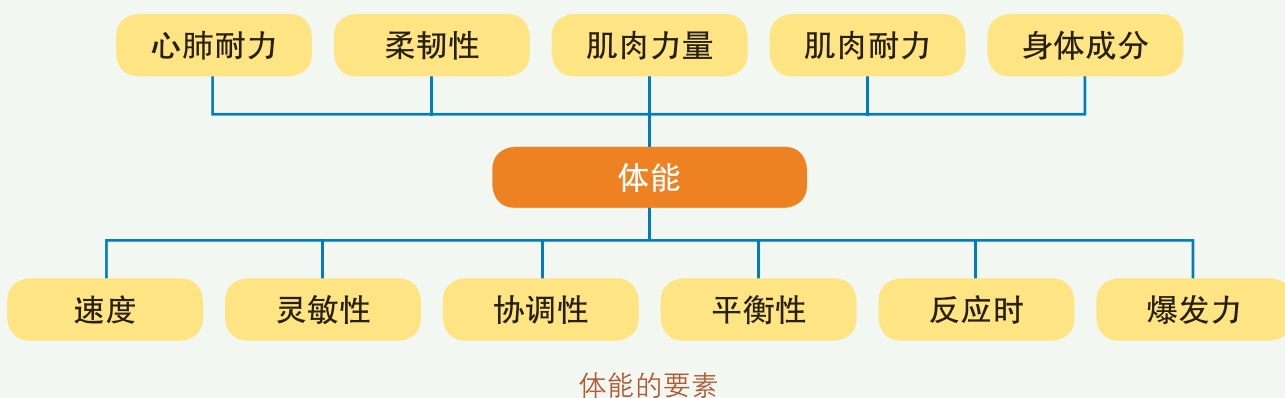 心肺耐力 柔韧性 肌肉力量 肌肉耐力 身体成分
体能
速度 灵敏性 协调性 平衡性 反应时 爆发力
体能的要素